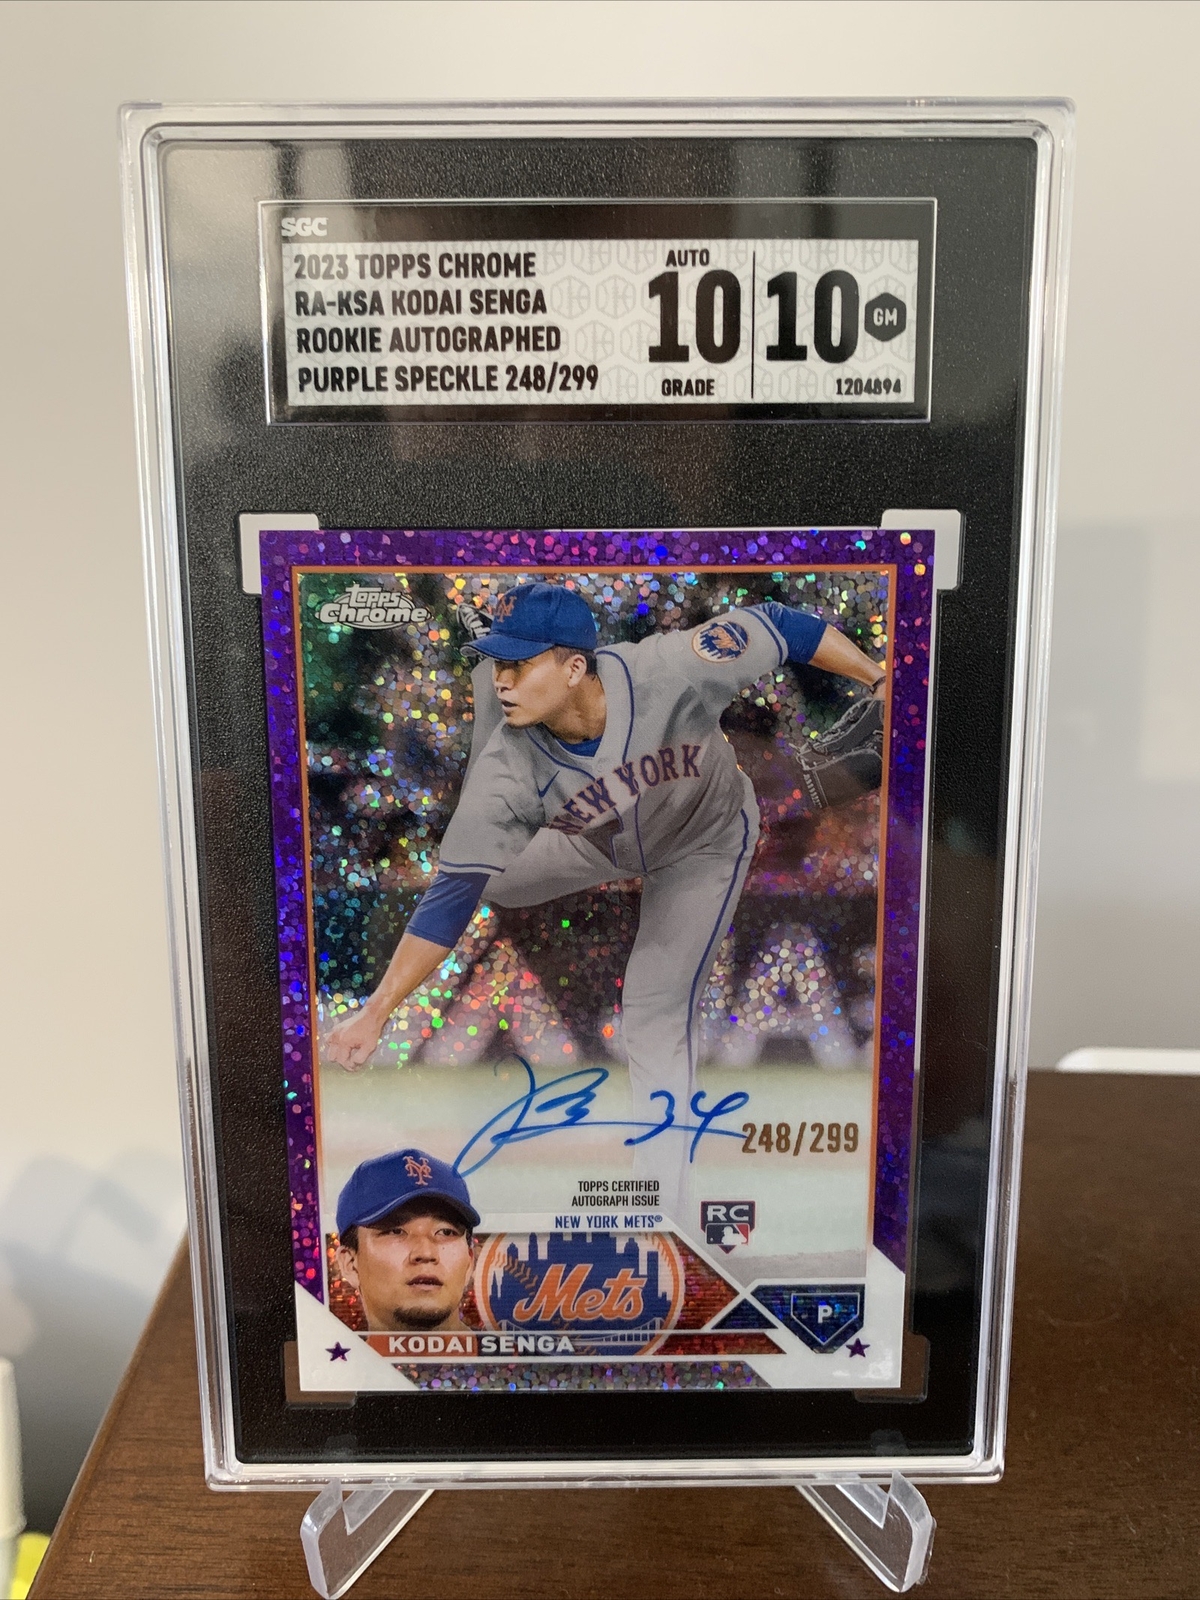 SGC
2023 TOPPS CHROME
RA-KSA KODAI SENGA
ROOKIE AUTOGRAPHED
PURPLE SPECKLE 248/299
AUTO
10
GRADE
10
GM
1204894
Topps
Chrome
NY
NEW YORK
34
248/299
TOPPS CERTIFIED
AUTOGRAPH ISSUE
NEW YORK METS®
RC
NY
Mets
P
KODAI SENGA